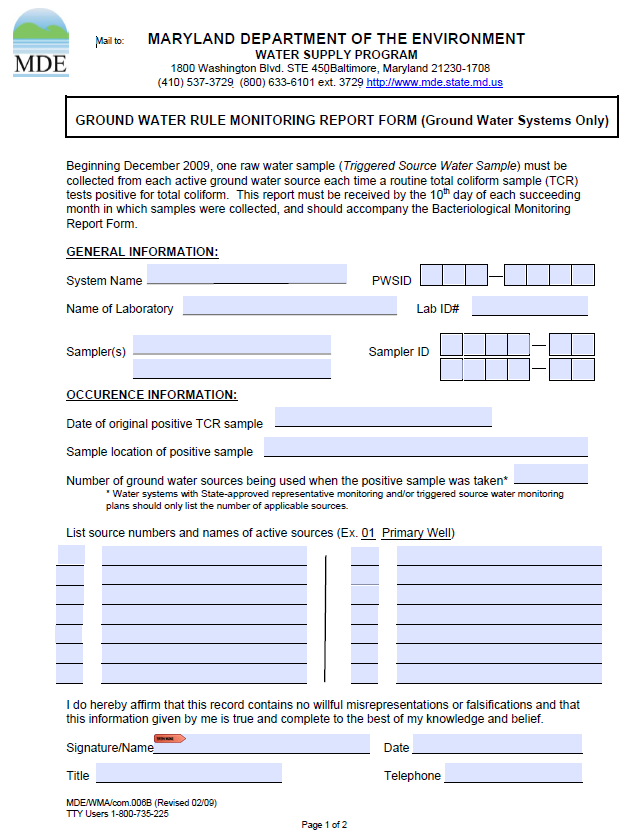 MDE
Mail to: MARYLAND DEPARTMENT OF THE ENVIRONMENT
WATER SUPPLY PROGRAM
1800 Washington Blvd. STE 450Baltimore, Maryland 21230-1708
(410) 537-3729 (800) 633-6101 ext. 3729 http://www.mde.state.md.us
GROUND WATER RULE MONITORING REPORT FORM (Ground Water Systems Only)
Beginning December 2009, one raw water sample (Triggered Source Water Sample) must be
collected from each active ground water source each time a routine total coliform sample (TCR)
tests positive for total coliform. This report must be received by the 10th day of each succeeding
month in which samples were collected, and should accompany the Bacteriological Monitoring
Report Form.
GENERAL INFORMATION:
System Name PWSID
Name of Laboratory Lab ID#
Sampler(s) Sampler ID
OCCURENCE INFORMATION:
Date of original positive TCR sample
Sample location of positive sample
Number of ground water sources being used when the positive sample was taken*
* Water systems with State-approved representative monitoring and/or triggered source water monitoring
plans should only list the number of applicable sources.
List source numbers and names of active sources (Ex. 01 Primary Well)
I do hereby affirm that this record contains no willful misrepresentations or falsifications and that
this information given by me is true and complete to the best of my knowledge and belief.
Signature/Name Date
Title Telephone
MDE/WMA/com.006B (Revised 02/09)
TTY Users 1-800-735-225
Page 1 of 2